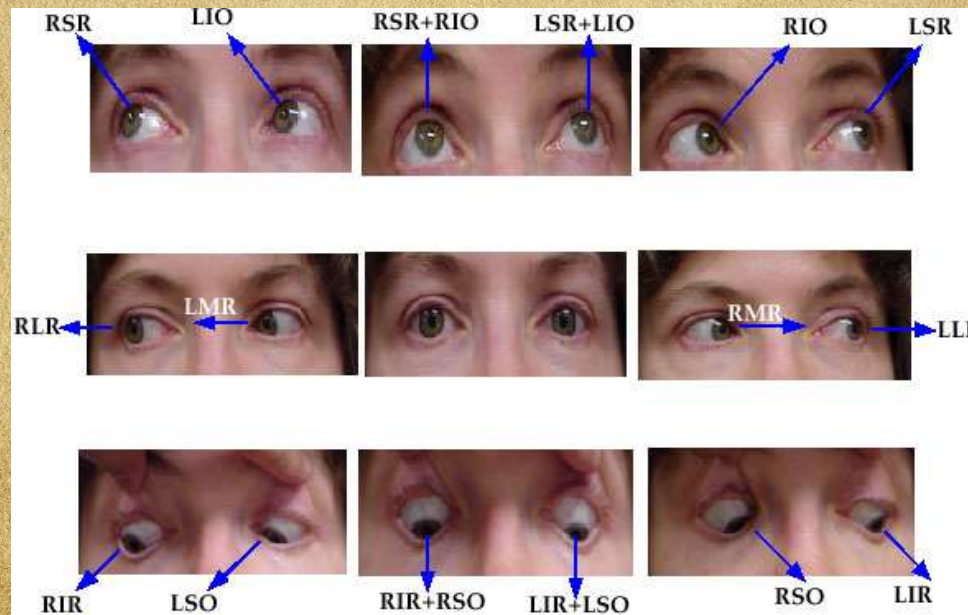 RSR LIO RSR+RIO LSR+LIO RIO LSR
RLR LMR RMR LLR
RIR LSO RIR+RSO LIR+LSO RSO LIR